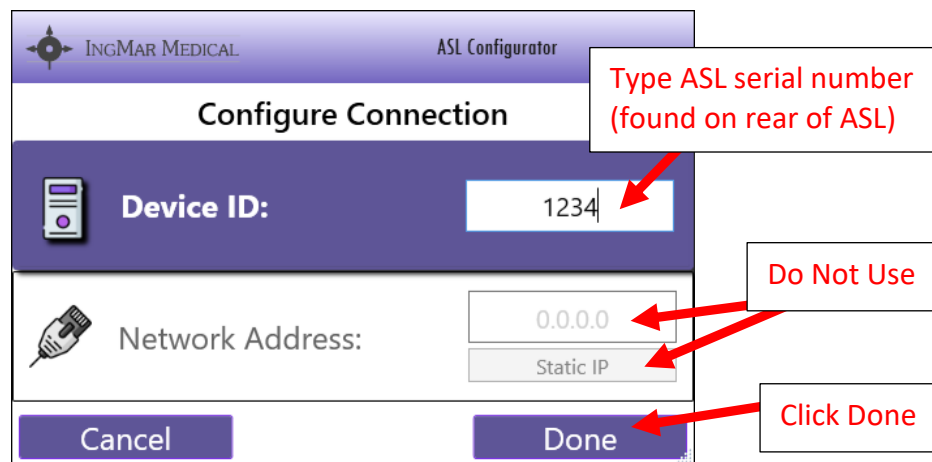 INGMAR MEDICAL
ASL Configurator
Type ASL serial number
(found on rear of ASL)
Configure Connection
Device ID:
1234
Do Not Use
Network Address:
0.0.0.0
Static IP
Click Done
Cancel
Done